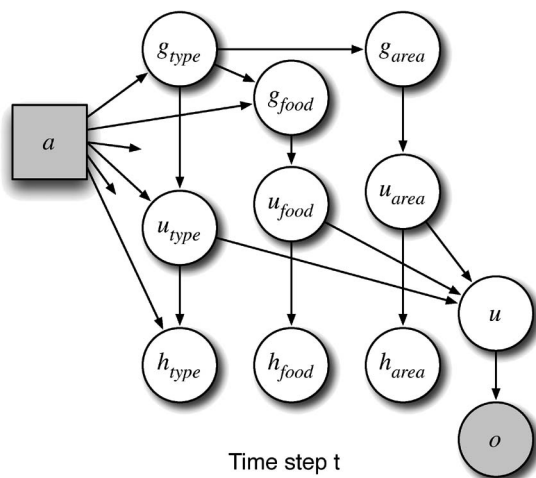 g_type
g_area
g_food
a
u_type
u_food
u_area
u
h_type
h_food
h_area
o
Time step t